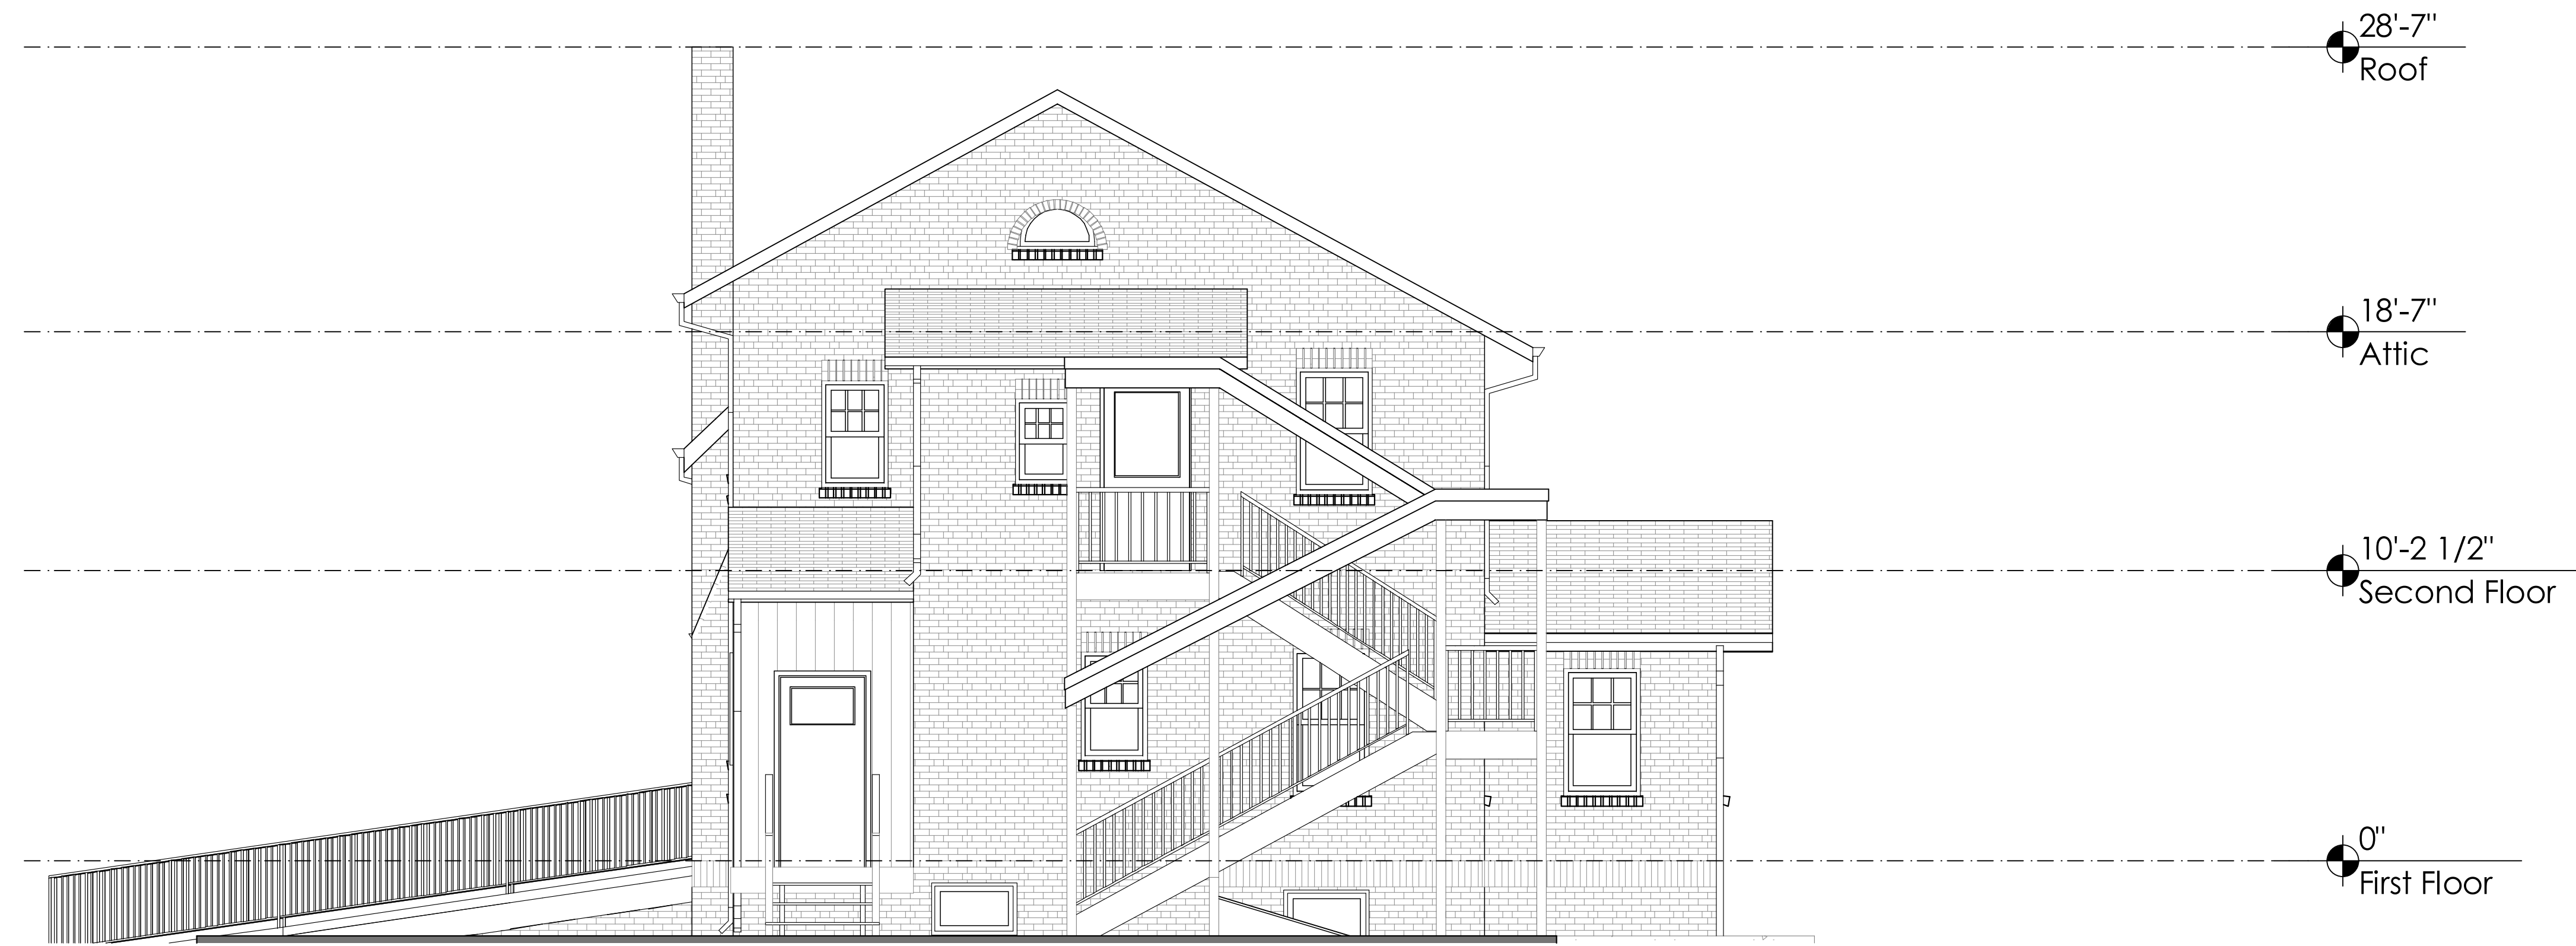 28'-7"
Roof
18'-7"
Attic
10'-2 1/2"
Second Floor
0"
First Floor